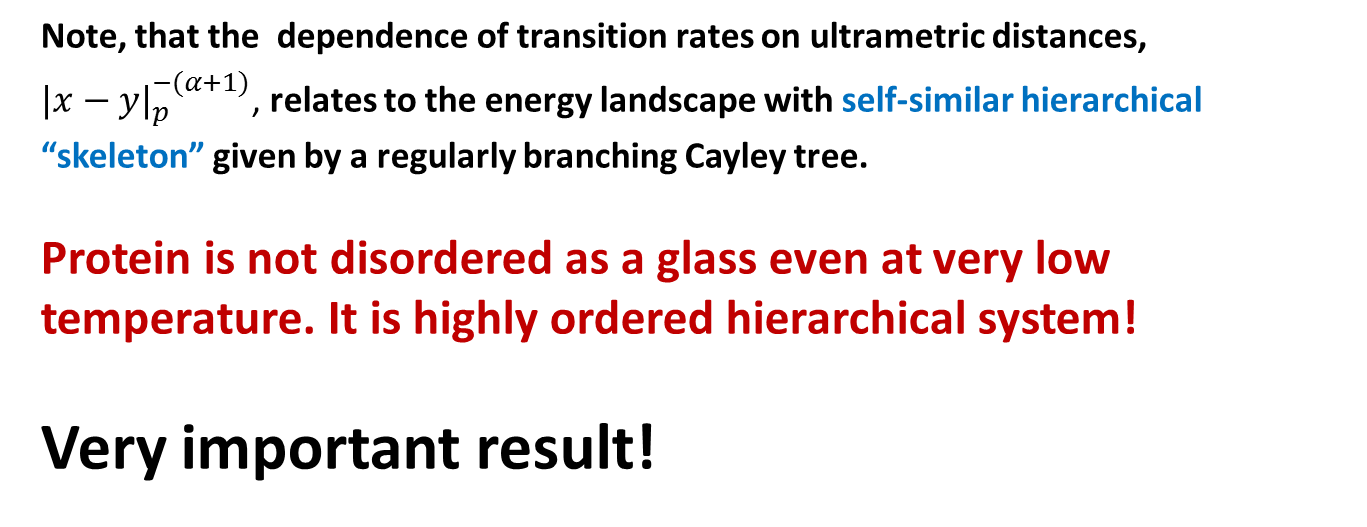 Note, that the dependence of transition rates on ultrametric distances,
|x − y|ₚ^−(α+1), relates to the energy landscape with self-similar hierarchical
“skeleton” given by a regularly branching Cayley tree.
Protein is not disordered as a glass even at very low
temperature. It is highly ordered hierarchical system!
Very important result!